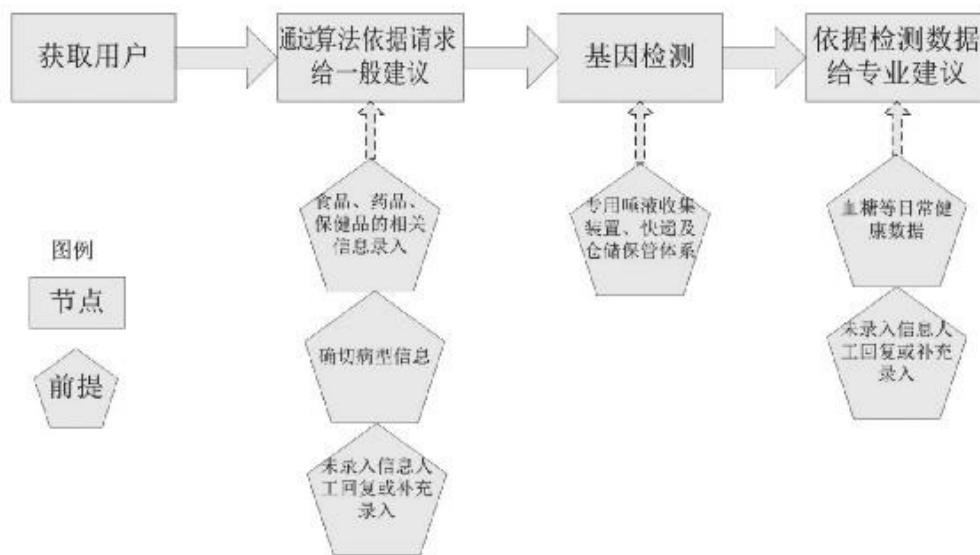 获取用户
通过算法依据请求
给一般建议
基因检测
依据检测数据
给专业建议
食品、药品、
保健品的相关
信息录入
专用唾液收集
装置、快递及
仓储保管体系
血糖等日常健
康数据
图例
节点
前提
确切病型信息
未录入信息人
工回复或补充
录入
未录入信息人
工回复或补充
录入